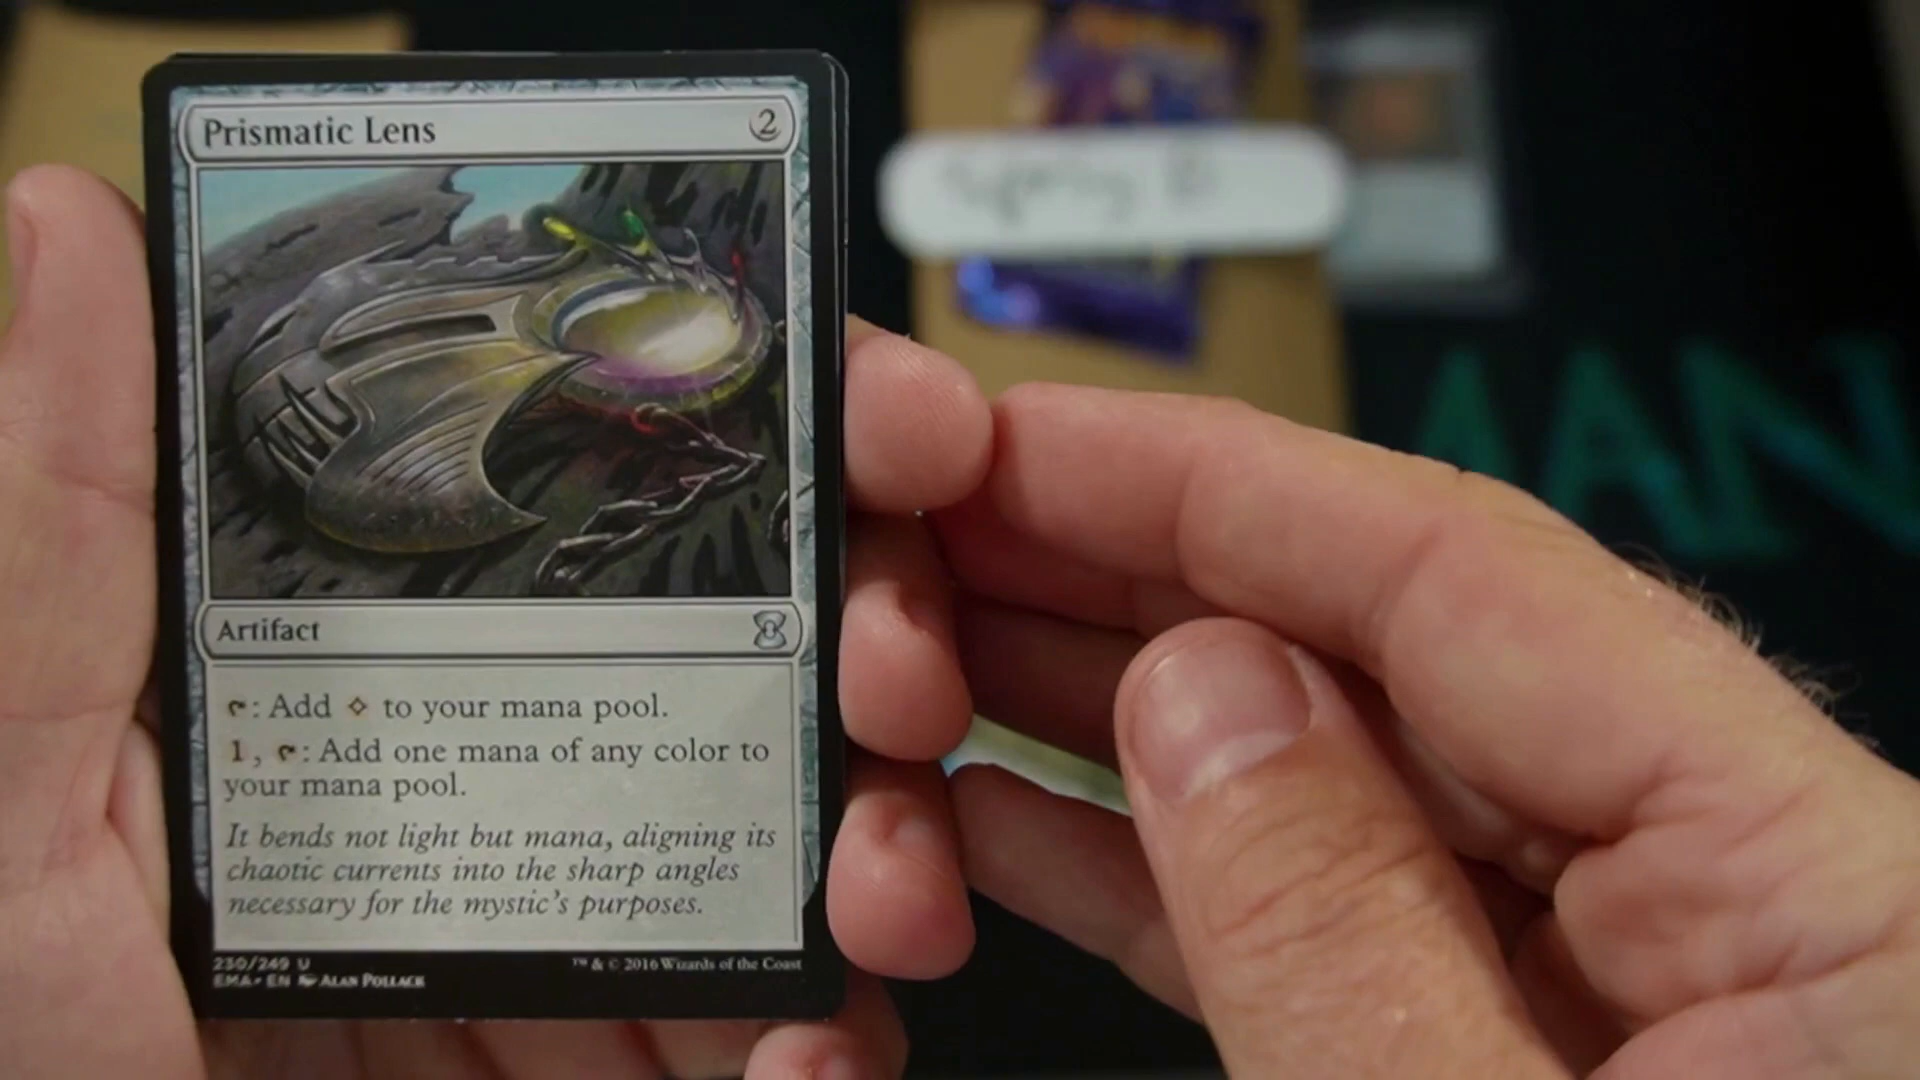 Prismatic Lens 2
Artifact
: Add to your mana pool.
1, : Add one mana of any color to
your mana pool.
It bends not light but mana, aligning its
chaotic currents into the sharp angles
necessary for the mystic's purposes.
230/249 U
™ & © 2016 Wizards of the Coast
EMA • EN ALAN POLLACK